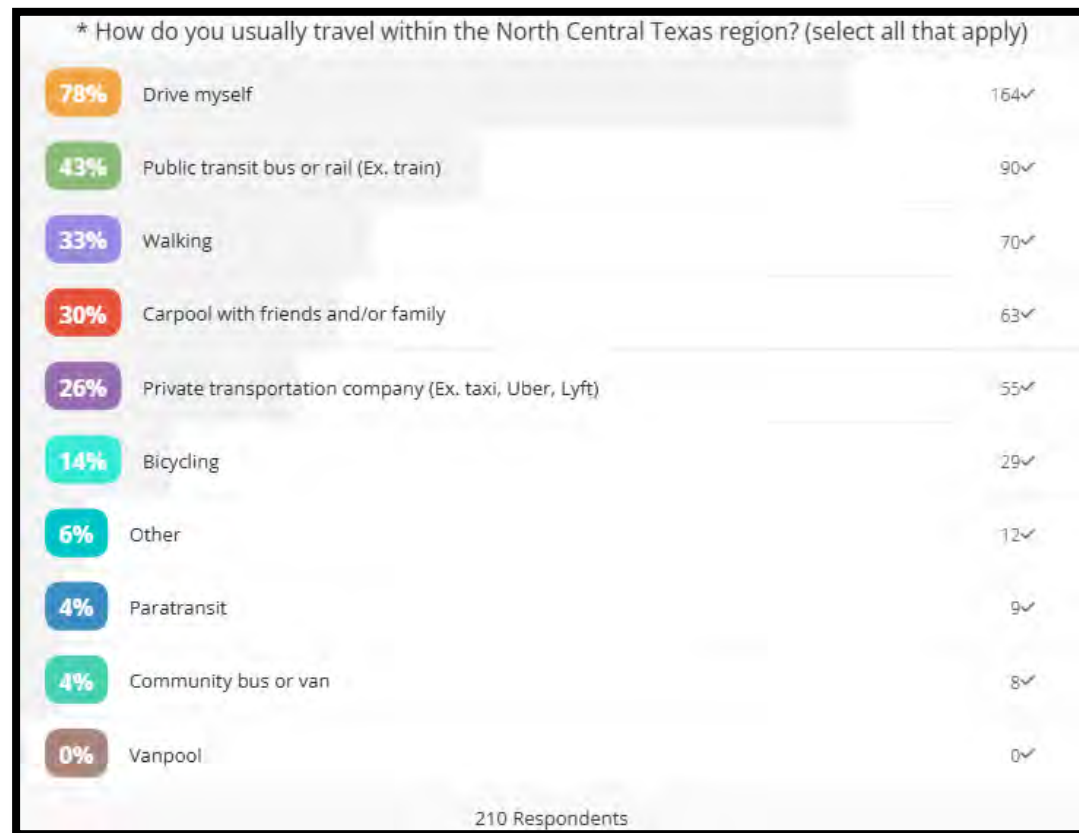 * How do you usually travel within the North Central Texas region? (select all that apply)
78% Drive myself 164✓
43% Public transit bus or rail (Ex. train) 90✓
33% Walking 70✓
30% Carpool with friends and/or family 63✓
26% Private transportation company (Ex. taxi, Uber, Lyft) 55✓
14% Bicycling 29✓
6% Other 12✓
4% Paratransit 9✓
4% Community bus or van 8✓
0% Vanpool 0✓
210 Respondents